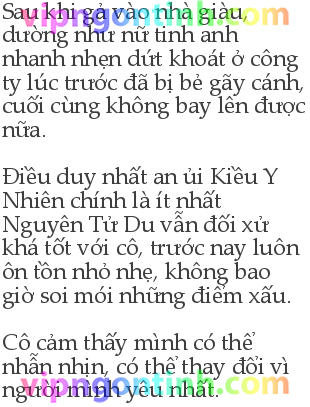 Sau khi gả vào nhà giàu,
dường như nữ tinh anh
nhanh nhẹn dứt khoát ở công
ty lúc trước đã bị bẻ gãy cánh,
cuối cùng không bay lên được
nữa.
Điều duy nhất an ủi Kiều Y
Nhiên chính là ít nhất
Nguyên Tử Du vẫn đối xử
khá tốt với cô, trước nay luôn
ôn tồn nhỏ nhẹ, không bao
giờ soi mói những điểm xấu.
Cô cảm thấy mình có thể
nhẫn nhịn, có thể thay đổi vì
người mình yêu nhất.
vipngontinh.com
vipngontinh.com